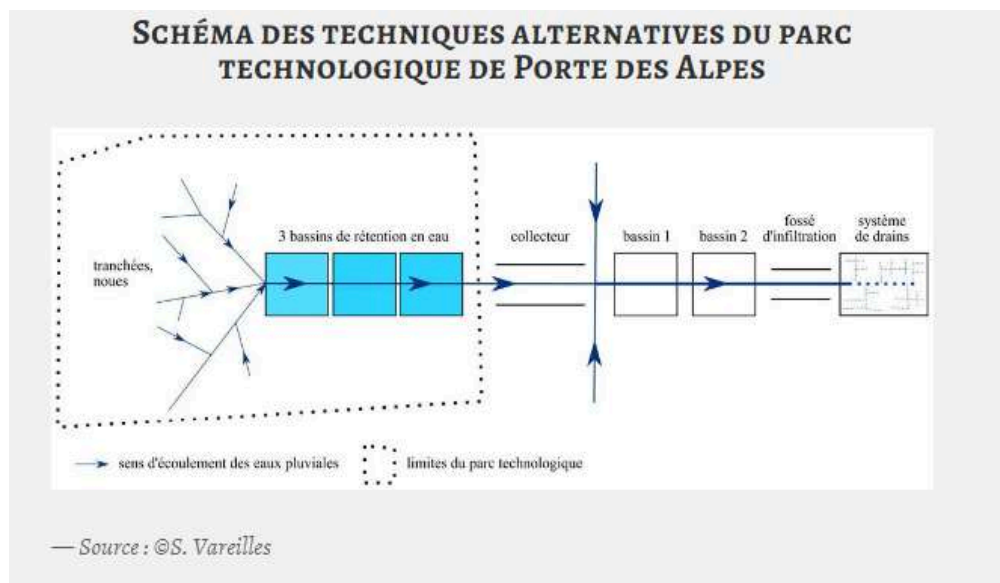 SCHÉMA DES TECHNIQUES ALTERNATIVES DU PARC
TECHNOLOGIQUE DE PORTE DES ALPES
tranchées,
noues
3 bassins de rétention en eau
collecteur
bassin 1
bassin 2
fossé
d'infiltration
système
de drains
sens d'écoulement des eaux pluviales
limites du parc technologique
— Source : ©S. Vareilles